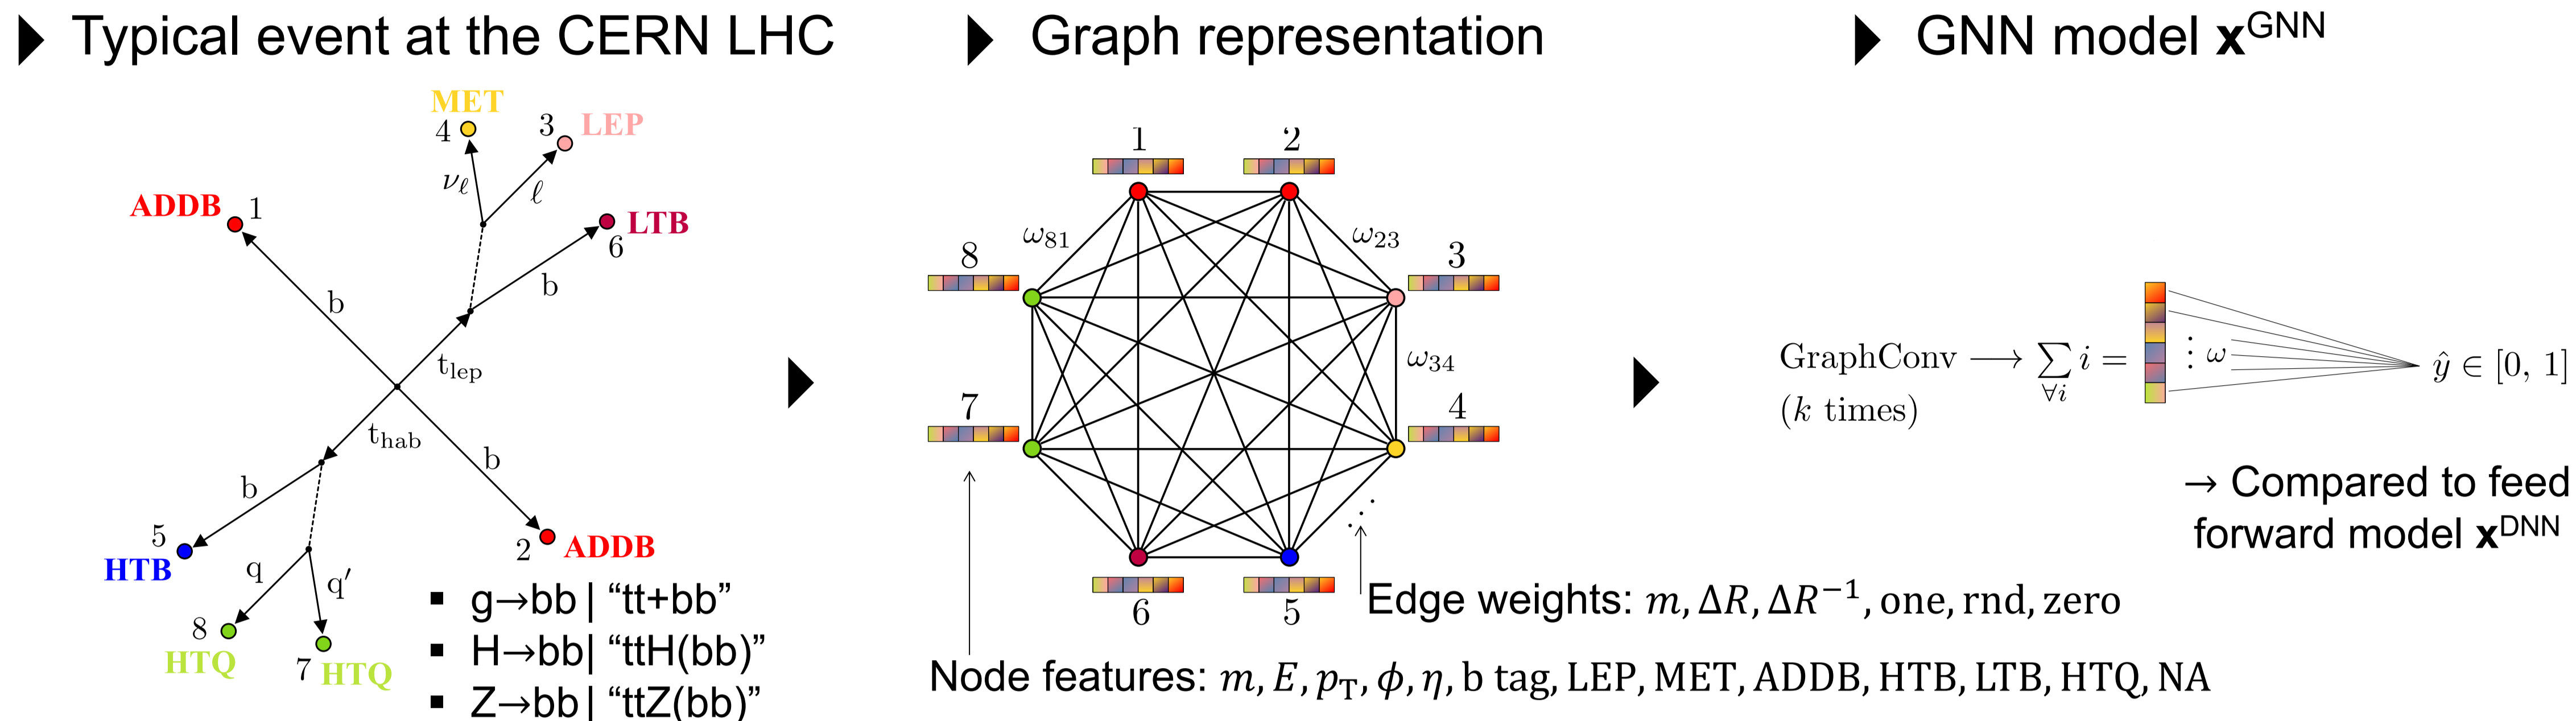 Typical event at the CERN LHC
MET
4
3 LEP
ν_ℓ
ℓ
ADDB 1
LTB
6
b
b
t_lep
t_hab
b
b
5
HTB
2 ADDB
q
q′
8
HTQ
7 HTQ
▪ g→bb | “tt+bb”
▪ H→bb| “ttH(bb)”
▪ Z→bb| “ttZ(bb)”
Graph representation
1 2
ω_81 ω_23
8 3
ω_34
7 4
...
6 5
Edge weights: m, ΔR, ΔR⁻¹, one, rnd, zero
Node features: m, E, p_T, ϕ, η, b tag, LEP, MET, ADDB, HTB, LTB, HTQ, NA
GNN model x^GNN
GraphConv ⟶ ∑ i = ⋮ ω ŷ ∈ [0, 1]
∀i
(k times)
→ Compared to feed
forward model x^DNN